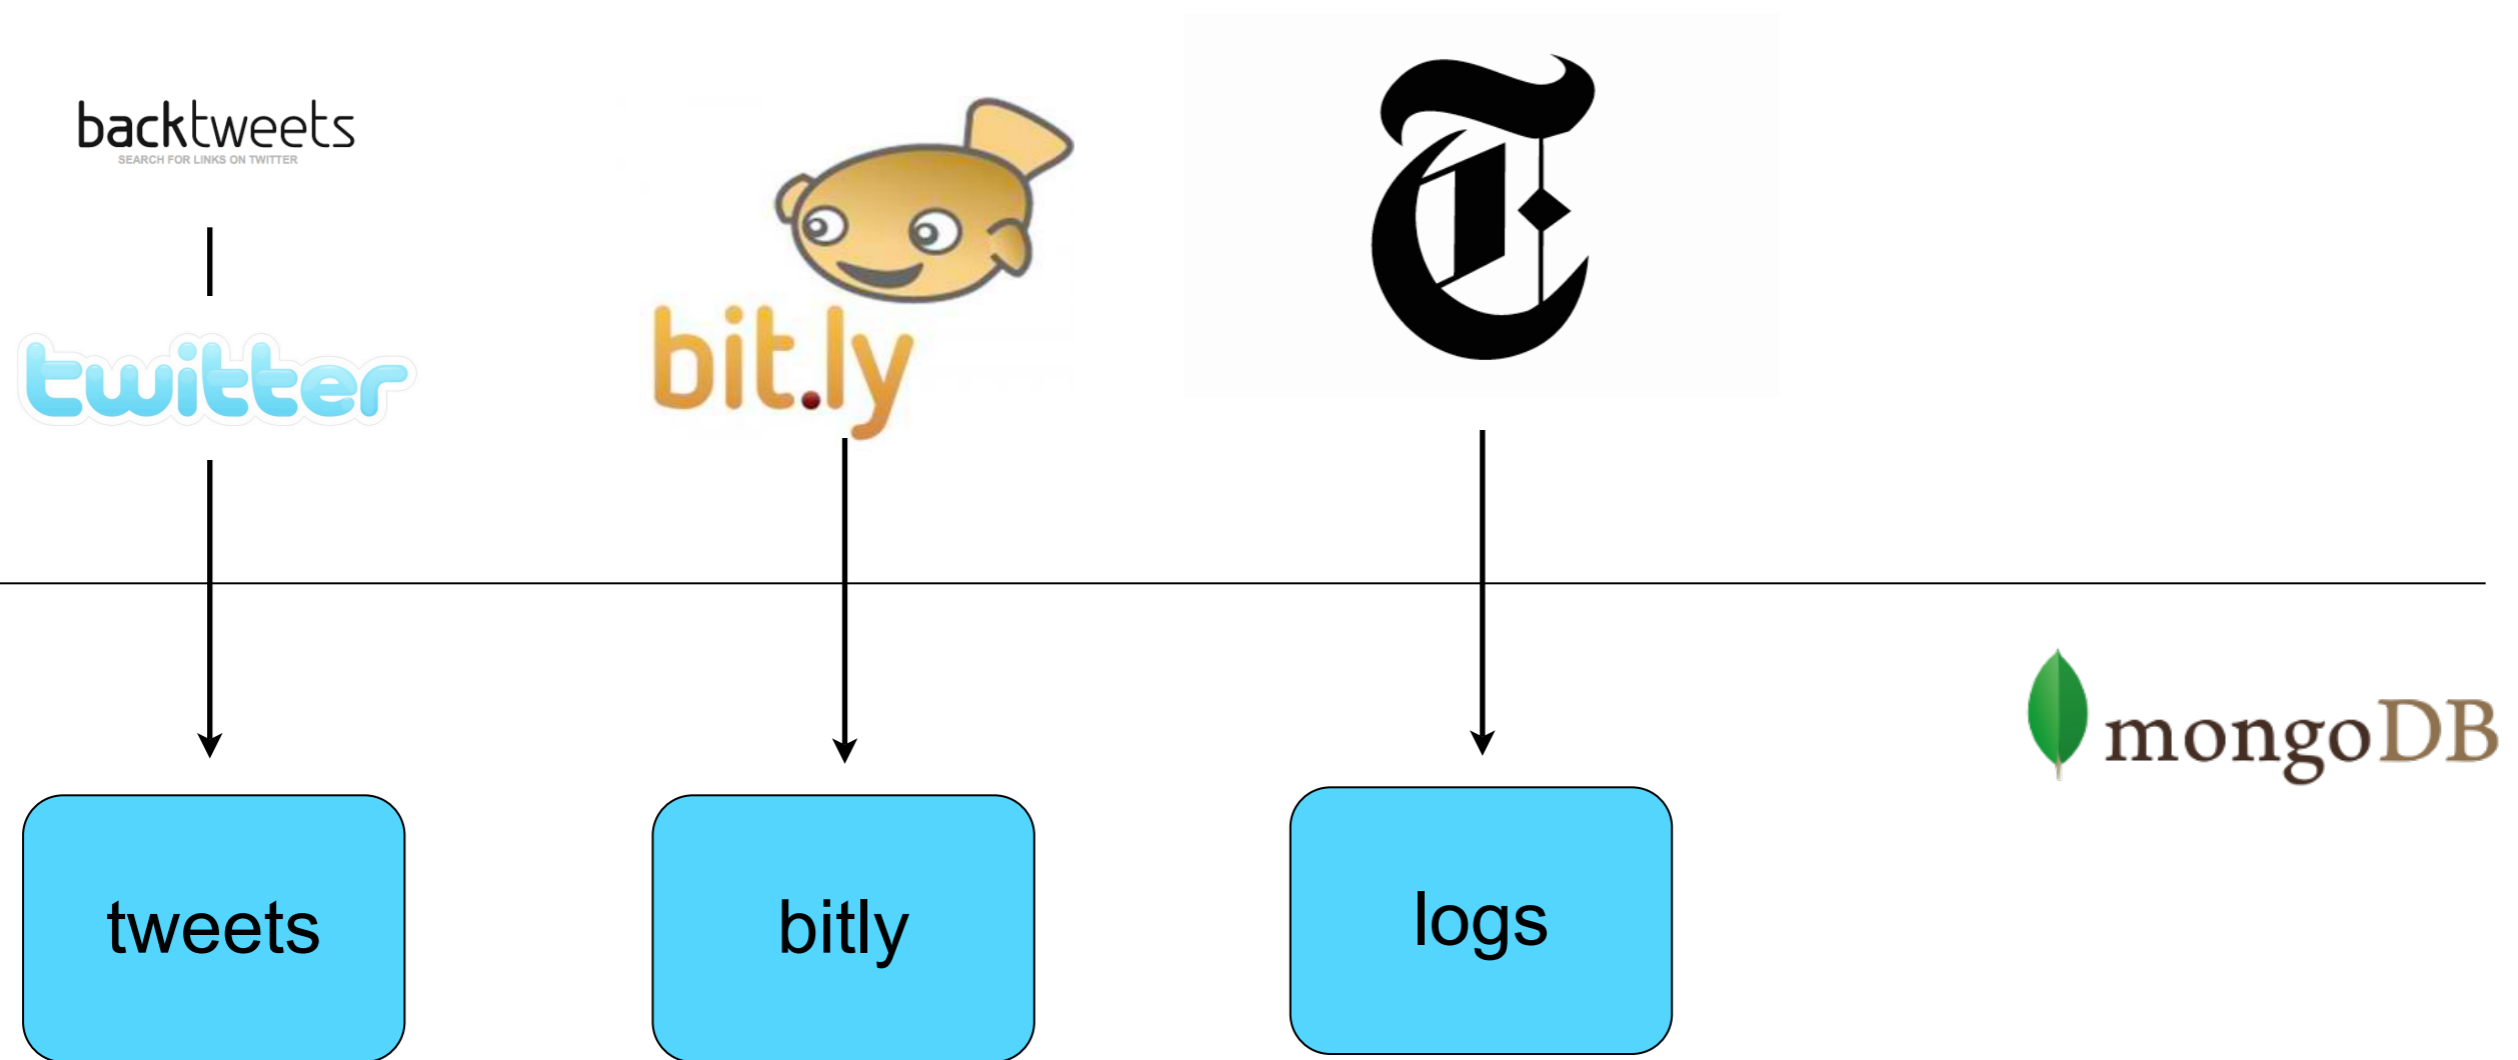 backtweets
SEARCH FOR LINKS ON TWITTER
twitter
bit.ly
T
mongoDB
tweets
bitly
logs